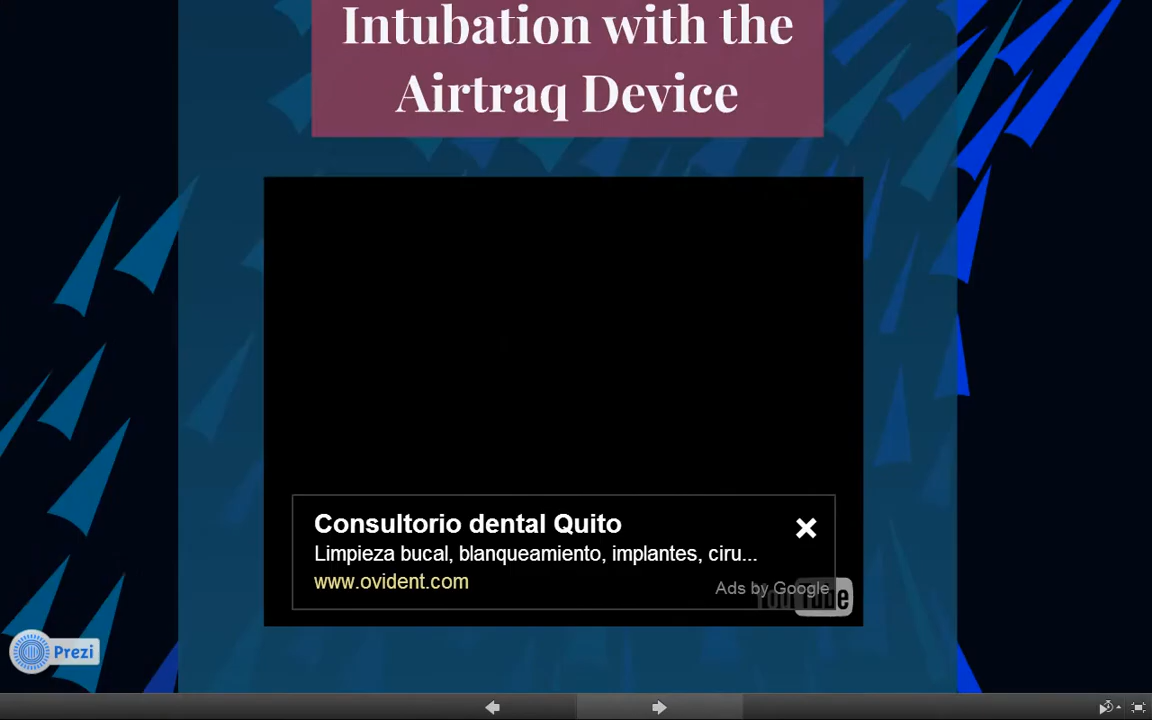 Intubation with the
Airtraq Device
Consultorio dental Quito
Limpieza bucal, blanqueamiento, implantes, ciru...
www.ovident.com
Ads by Google
YouTube
Prezi